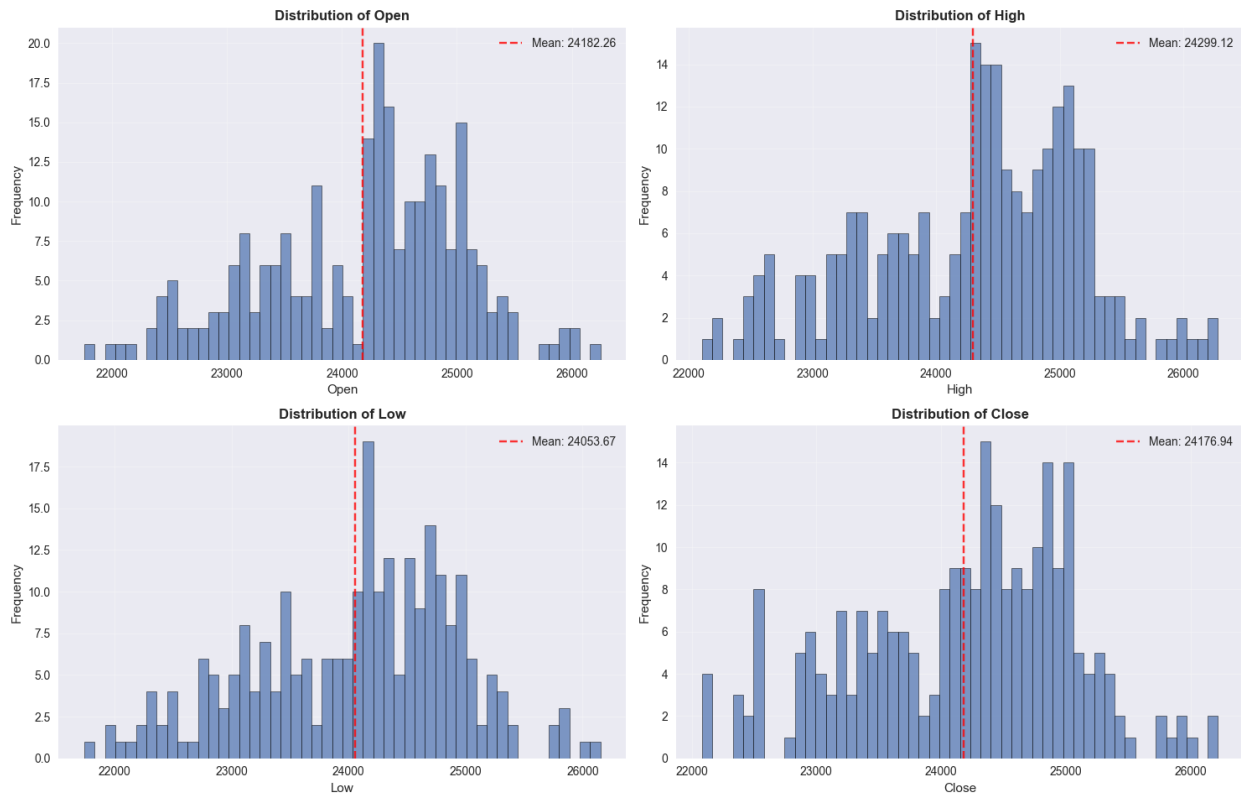 Distribution of Open
Mean: 24182.26
Frequency
20.0
17.5
15.0
12.5
10.0
7.5
5.0
2.5
0.0
22000 23000 24000 25000 26000
Open
Distribution of High
Mean: 24299.12
Frequency
14
12
10
8
6
4
2
0
22000 23000 24000 25000 26000
High
Distribution of Low
Mean: 24053.67
Frequency
17.5
15.0
12.5
10.0
7.5
5.0
2.5
0.0
22000 23000 24000 25000 26000
Low
Distribution of Close
Mean: 24176.94
Frequency
14
12
10
8
6
4
2
0
22000 23000 24000 25000 26000
Close